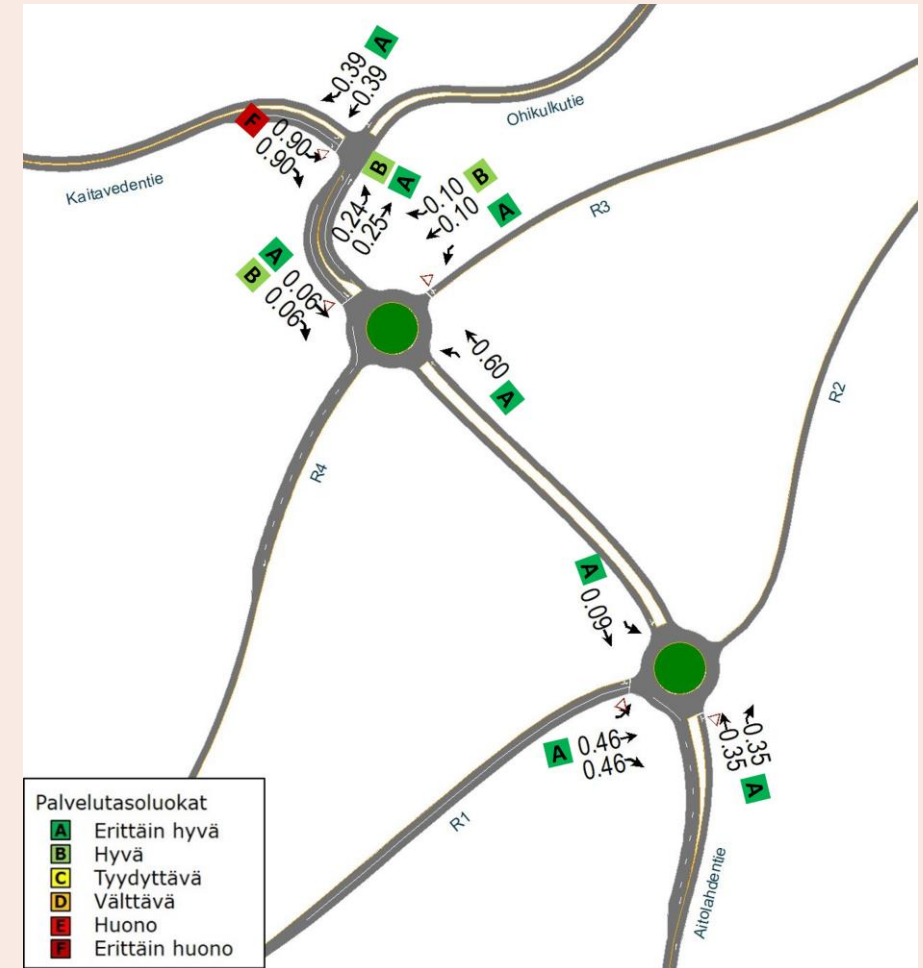 A
0.39
0.39
Ohikulkutie
F
0.90
0.90
Kaitavedentie
B
A
0.24
0.25
0.10
0.10
B
A
R3
A
B
0.06
0.06
0.60
A
R2
R4
A
0.09
A
0.46
0.46
0.35
0.35
A
R1
Aitolahdentie
Palvelutasoluokat
A Erittäin hyvä
B Hyvä
C Tyydyttävä
D Välttävä
E Huono
F Erittäin huono